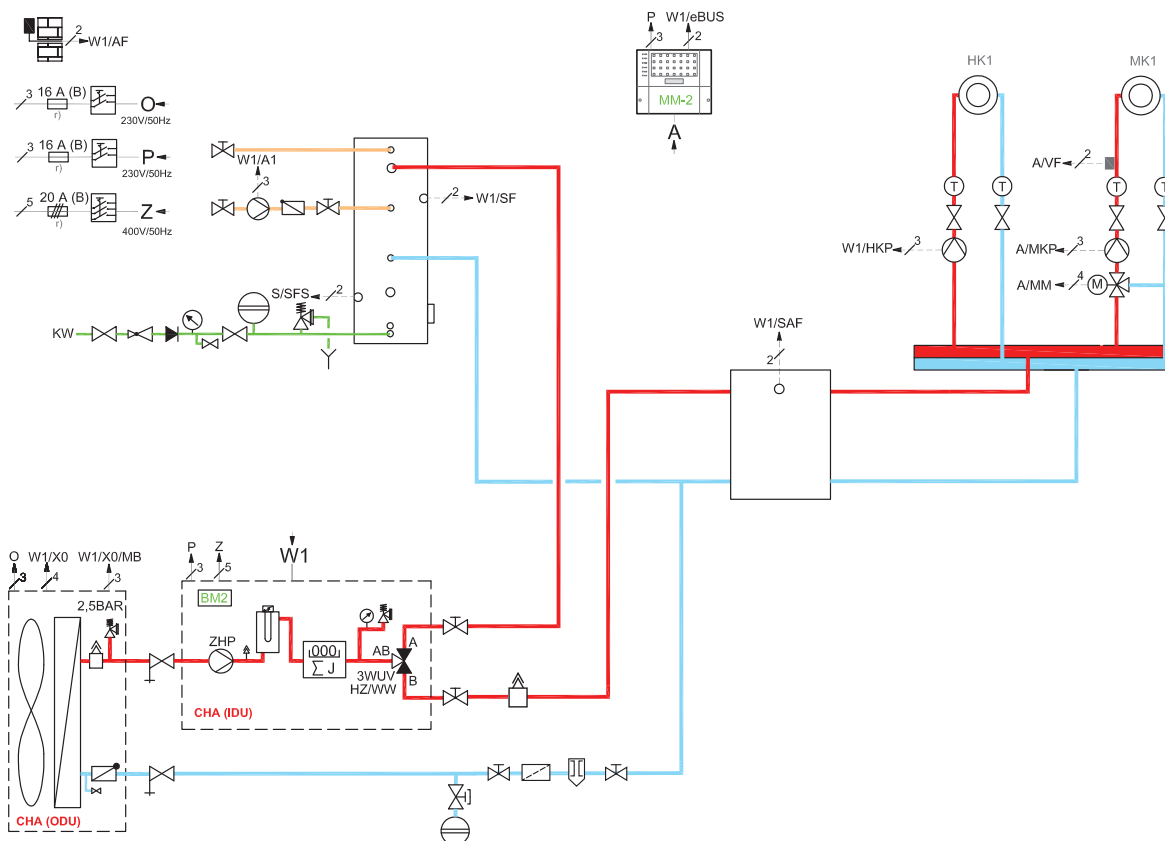 2
W1/AF
3
16 A (B)
r)
O
230V/50Hz
3
16 A (B)
r)
P
230V/50Hz
5
20 A (B)
r)
Z
400V/50Hz
P
3
W1/eBUS
2
MM-2
A
HK1
MK1
A/VF
2
T
T
T
T
W1/HKP
3
A/MKP
3
A/MM
4
M
W1/A1
3
2
W1/SF
S/SFS
2
KW
W1/SAF
2
O
3
W1/X0
4
W1/X0/MB
3
2,5BAR
CHA (ODU)
P
3
Z
5
W1
BM2
ZHP
000
Σ J
AB
A
B
3WUV
HZ/WW
CHA (IDU)